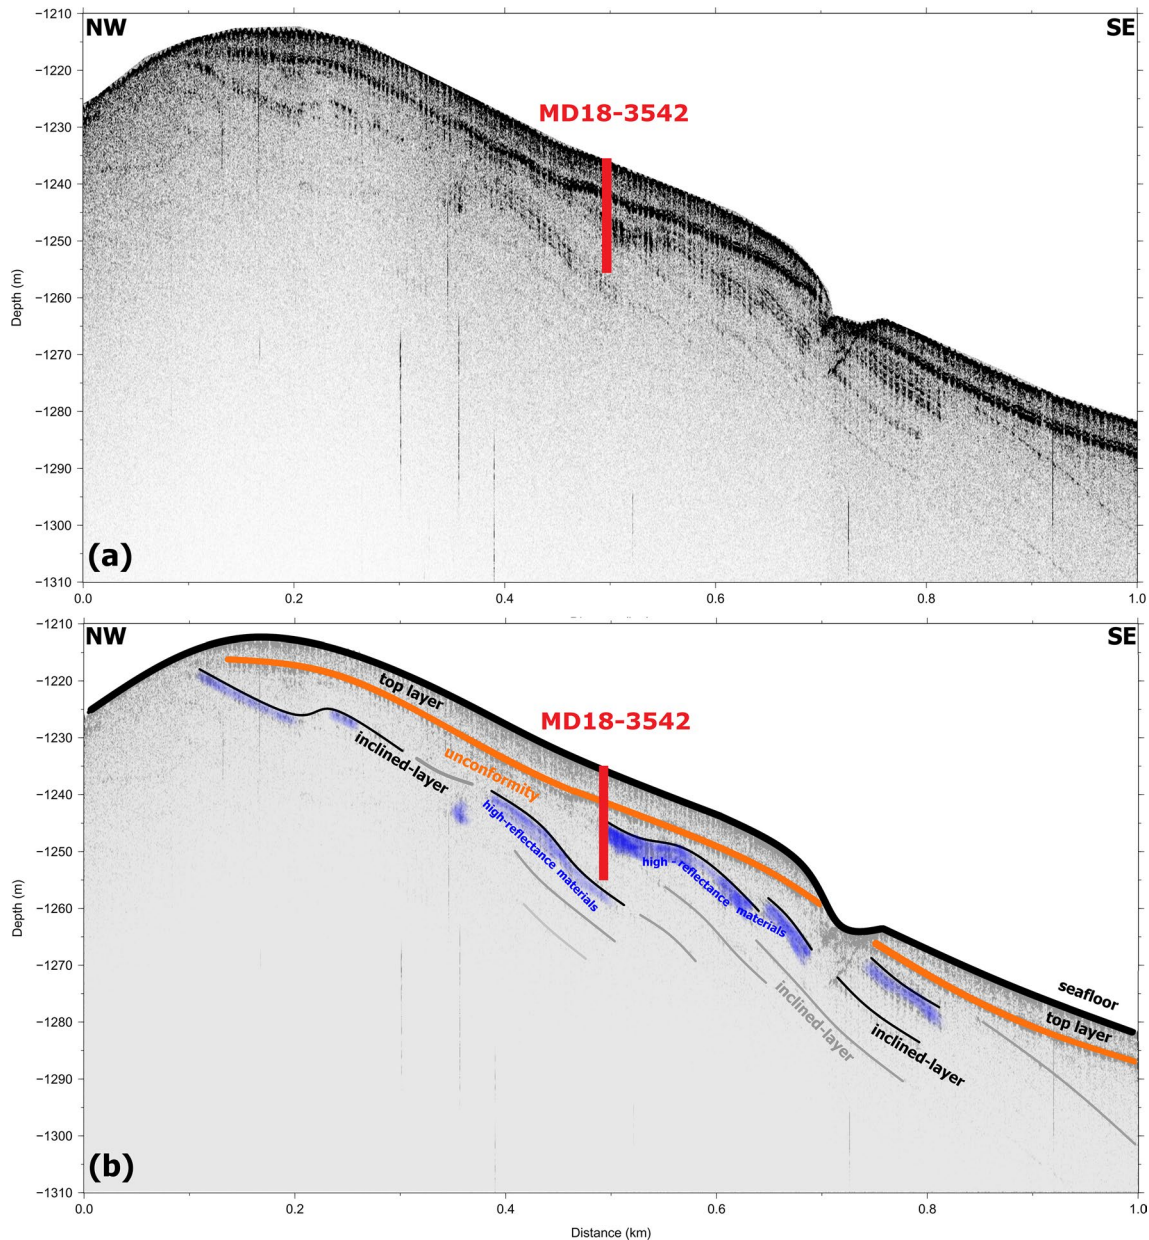 −1210
NW
SE
−1220
−1230
MD18-3542
−1240
−1250
−1260
−1270
−1280
−1290
−1300
−1310
Depth (m)
(a)
0.0
0.2
0.4
0.6
0.8
1.0
−1210
NW
SE
−1220
−1230
−1240
−1250
−1260
−1270
−1280
−1290
−1300
−1310
Depth (m)
top layer
MD18-3542
inclined-layer
unconformity
high-reflectance materials
high - reflectance materials
inclined-layer
inclined-layer
seafloor
top layer
(b)
0.0
0.2
0.4
0.6
0.8
1.0
Distance (km)